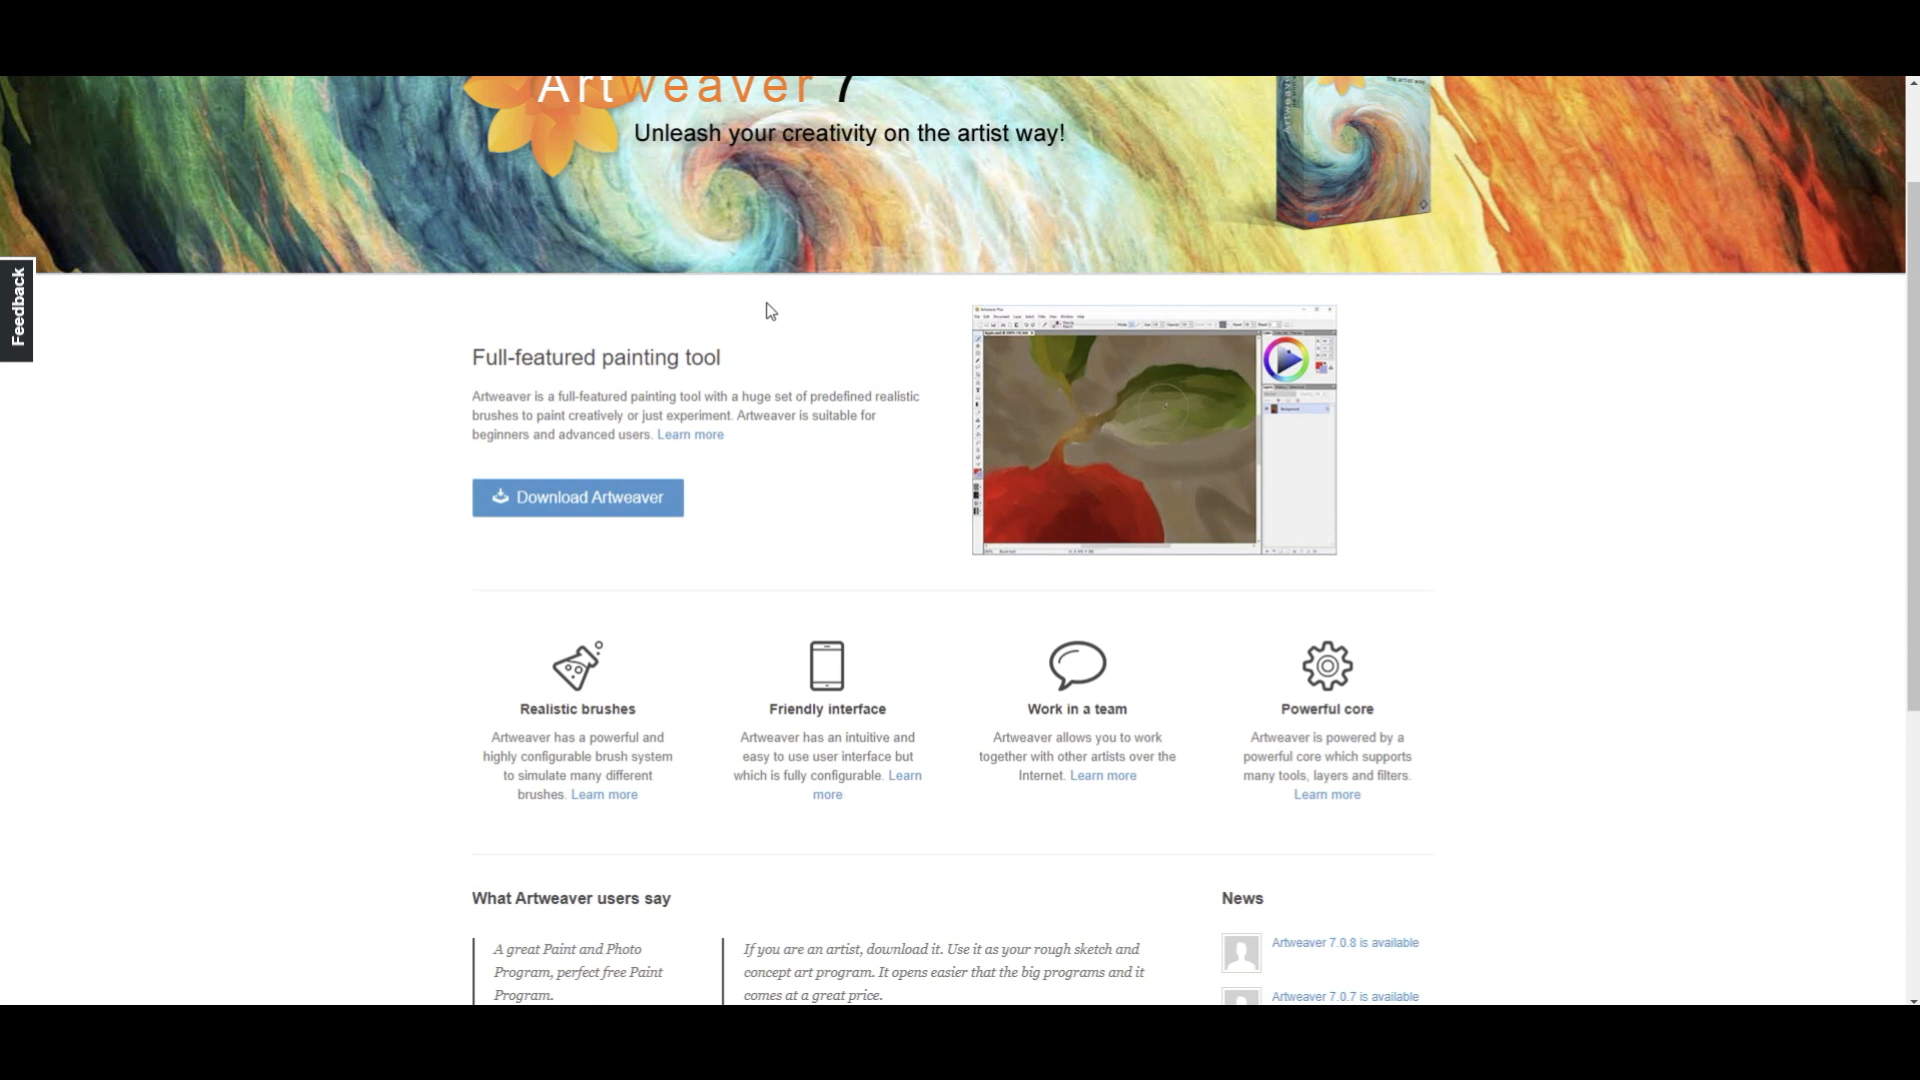 Artweaver 7
Unleash your creativity on the artist way!
Feedback
Full-featured painting tool
Artweaver is a full-featured painting tool with a huge set of predefined realistic
brushes to paint creatively or just experiment. Artweaver is suitable for
beginners and advanced users. Learn more
Download Artweaver
Realistic brushes
Artweaver has a powerful and
highly configurable brush system
to simulate many different
brushes. Learn more
Friendly interface
Artweaver has an intuitive and
easy to use user interface but
which is fully configurable. Learn
more
Work in a team
Artweaver allows you to work
together with other artists over the
Internet. Learn more
Powerful core
Artweaver is powered by a
powerful core which supports
many tools, layers and filters.
Learn more
What Artweaver users say
A great Paint and Photo
Program, perfect free Paint
Program.
If you are an artist, download it. Use it as your rough sketch and
concept art program. It opens easier that the big programs and it
comes at a great price.
News
Artweaver 7.0.8 is available
Artweaver 7.0.7 is available